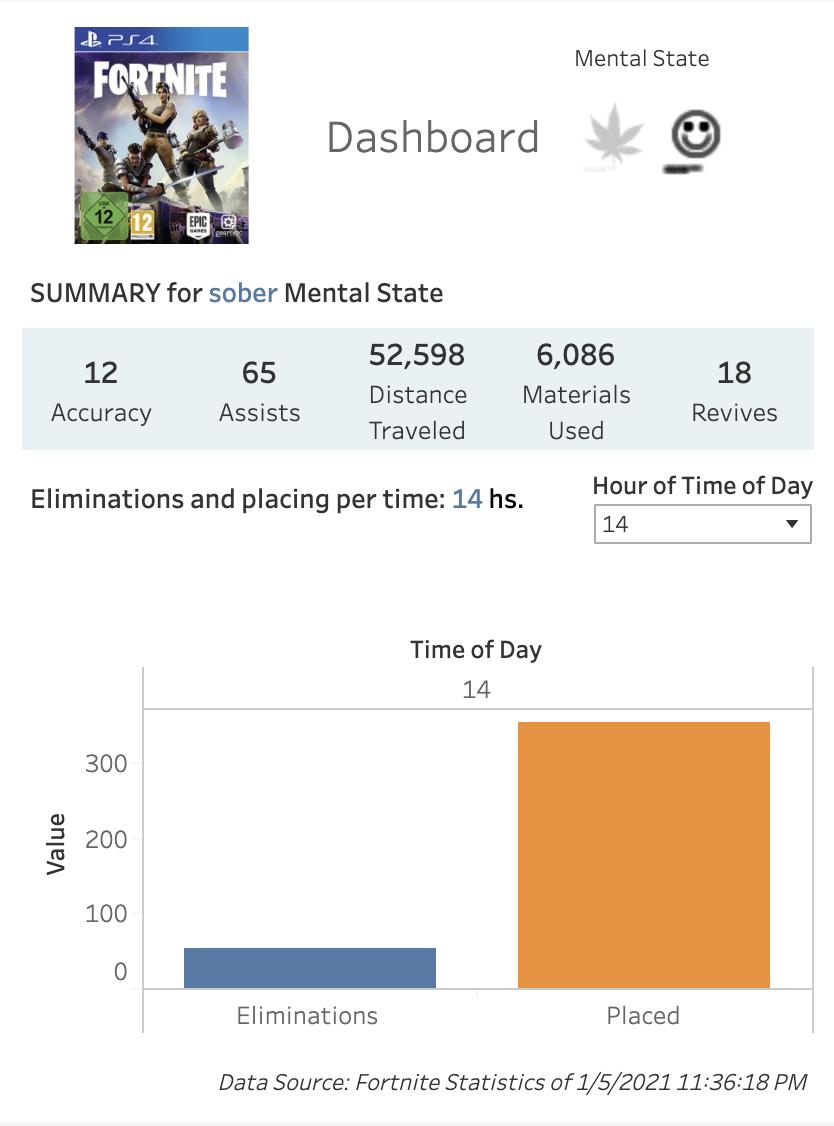 PS4
FORTNITE
USK
12
12
EPIC
GAMES
gearbox
Mental State
Dashboard
SUMMARY for sober Mental State
12
Accuracy
65
Assists
52,598
Distance
Traveled
6,086
Materials
Used
18
Revives
Eliminations and placing per time: 14 hs.
Hour of Time of Day
14
Time of Day
14
Value
300
200
100
0
Eliminations
Placed
Data Source: Fortnite Statistics of 1/5/2021 11:36:18 PM